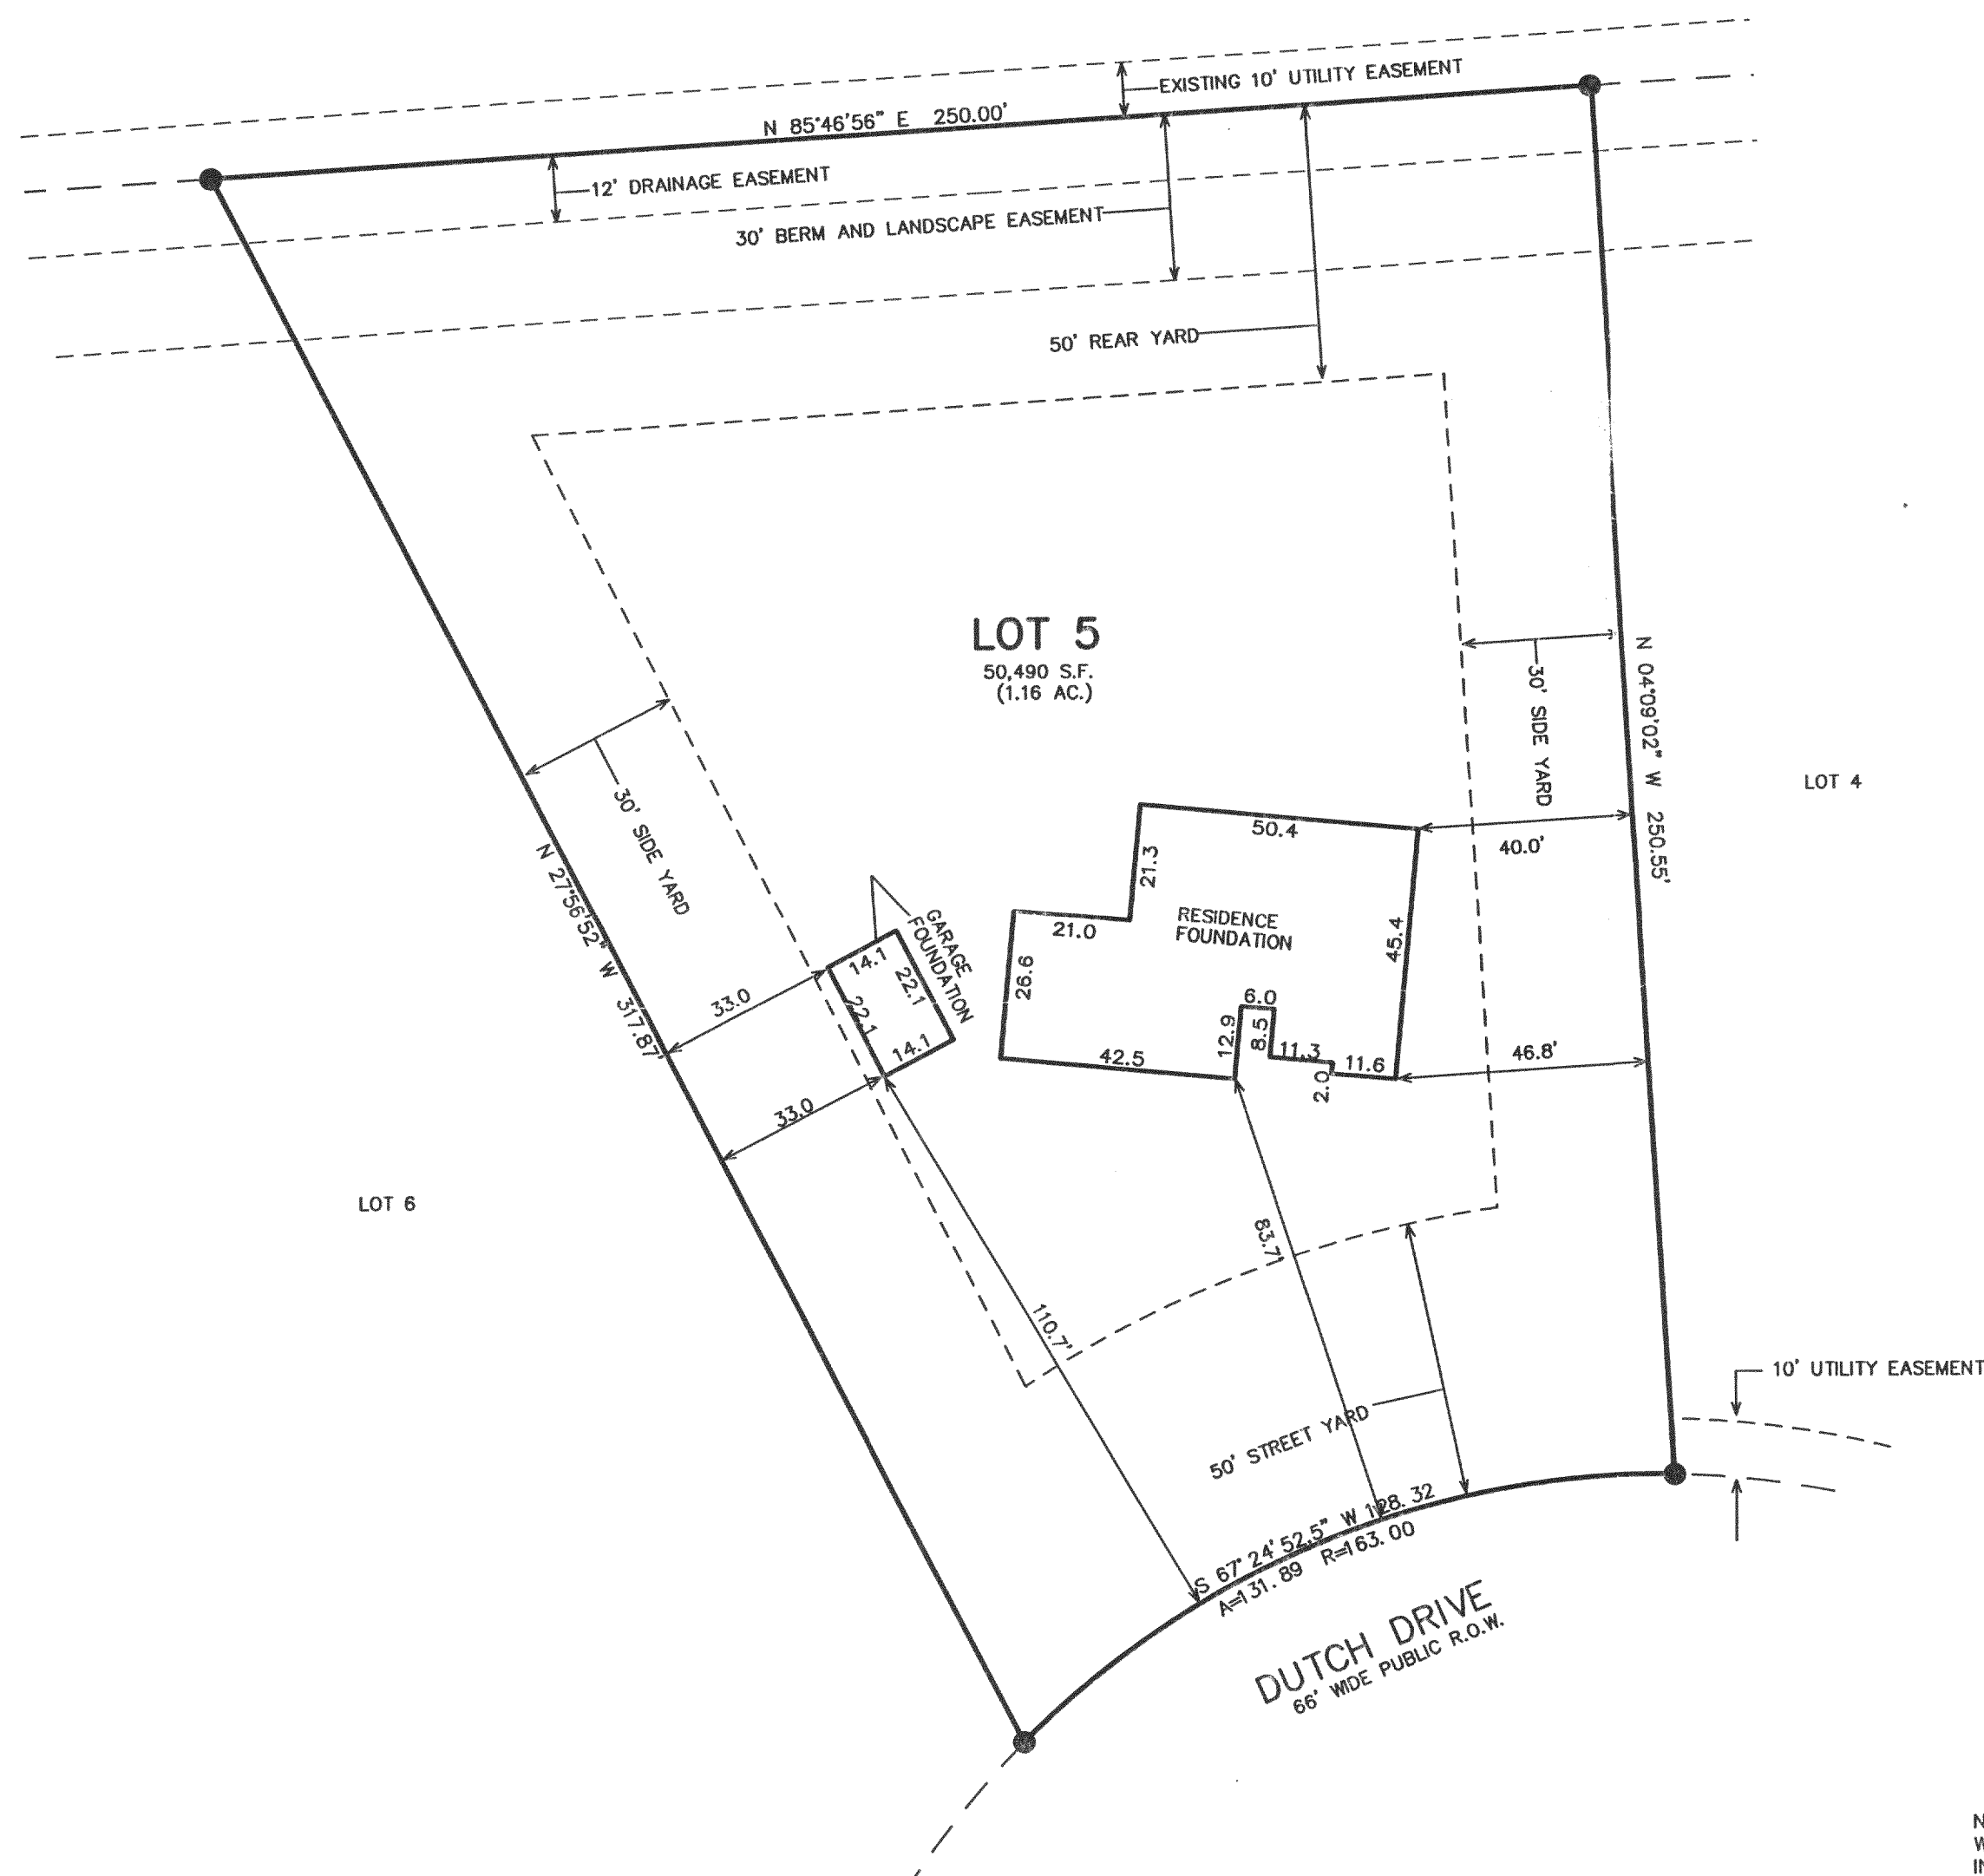 EXISTING 10' UTILITY EASEMENT
N 85°46'56" E 250.00'
12' DRAINAGE EASEMENT
30' BERM AND LANDSCAPE EASEMENT
50' REAR YARD
LOT 5
50,490 S.F.
(1.16 AC.)
N 04°09'02" W 250.55'
30' SIDE YARD
LOT 4
30' SIDE YARD
N 27°56'52" W 317.87'
50.4
40.0'
21.3
21.0
RESIDENCE
FOUNDATION
45.4
26.6
GARAGE
FOUNDATION
14.1
22.1
22.1
14.1
33.0
33.0
6.0
12.9
8.5
11.3
2.0
11.6
46.8'
42.5
LOT 6
83.7'
110.7'
10' UTILITY EASEMENT
50' STREET YARD
S 67° 24' 52.5" W 128.32
A=131.89 R=163.00
DUTCH DRIVE
66' WIDE PUBLIC R.O.W.
N
W
IN